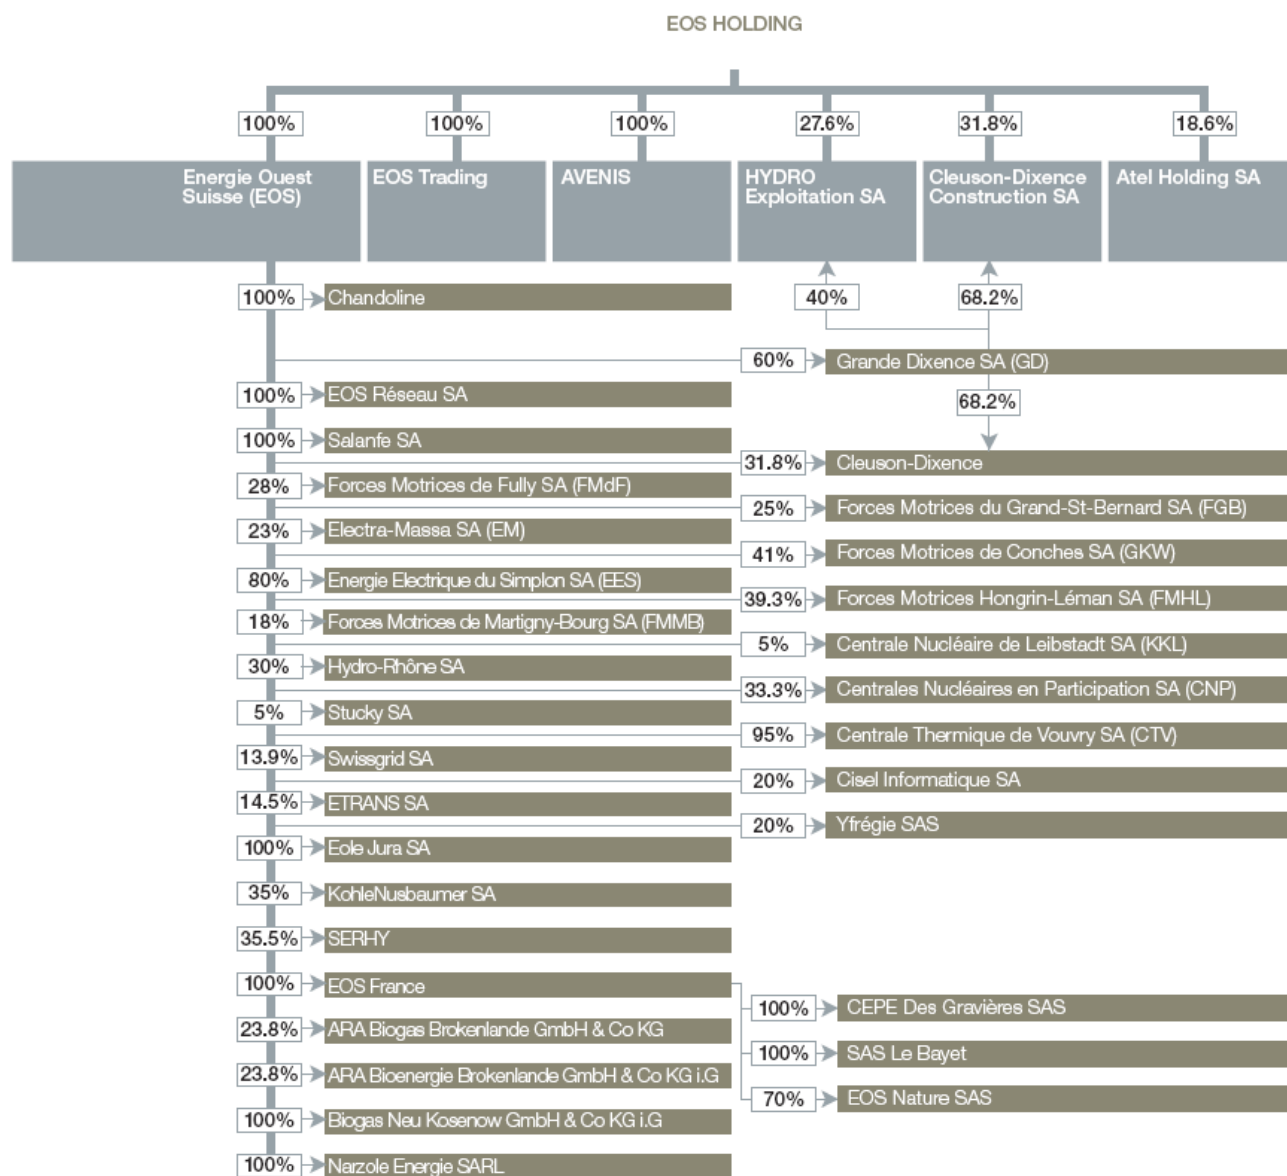 EOS HOLDING
100%
100%
100%
27.6%
31.8%
18.6%
Energie Ouest
Suisse (EOS)
EOS Trading
AVENIS
HYDRO
Exploitation SA
Cleuson-Dixence
Construction SA
Atel Holding SA
100% Chandoline
40%
68.2%
60% Grande Dixence SA (GD)
100% EOS Réseau SA
68.2%
100% Salanfe SA
31.8% Cleuson-Dixence
28% Forces Motrices de Fully SA (FMdF)
25% Forces Motrices du Grand-St-Bernard SA (FGB)
23% Electra-Massa SA (EM)
41% Forces Motrices de Conches SA (GKW)
80% Energie Electrique du Simplon SA (EES)
39.3% Forces Motrices Hongrin-Léman SA (FMHL)
18% Forces Motrices de Martigny-Bourg SA (FMMB)
5% Centrale Nucléaire de Leibstadt SA (KKL)
30% Hydro-Rhône SA
33.3% Centrales Nucléaires en Participation SA (CNP)
5% Stucky SA
95% Centrale Thermique de Vouvry SA (CTV)
13.9% Swissgrid SA
20% Cisel Informatique SA
14.5% ETRANS SA
20% Yfrégie SAS
100% Eole Jura SA
35% KohleNusbaumer SA
35.5% SERHY
100% EOS France
100% CEPE Des Gravières SAS
23.8% ARA Biogas Brokenlande GmbH & Co KG
100% SAS Le Bayet
23.8% ARA Bioenergie Brokenlande GmbH & Co KG i.G
70% EOS Nature SAS
100% Biogas Neu Kosenow GmbH & Co KG i.G
100% Narzole Energie SARL